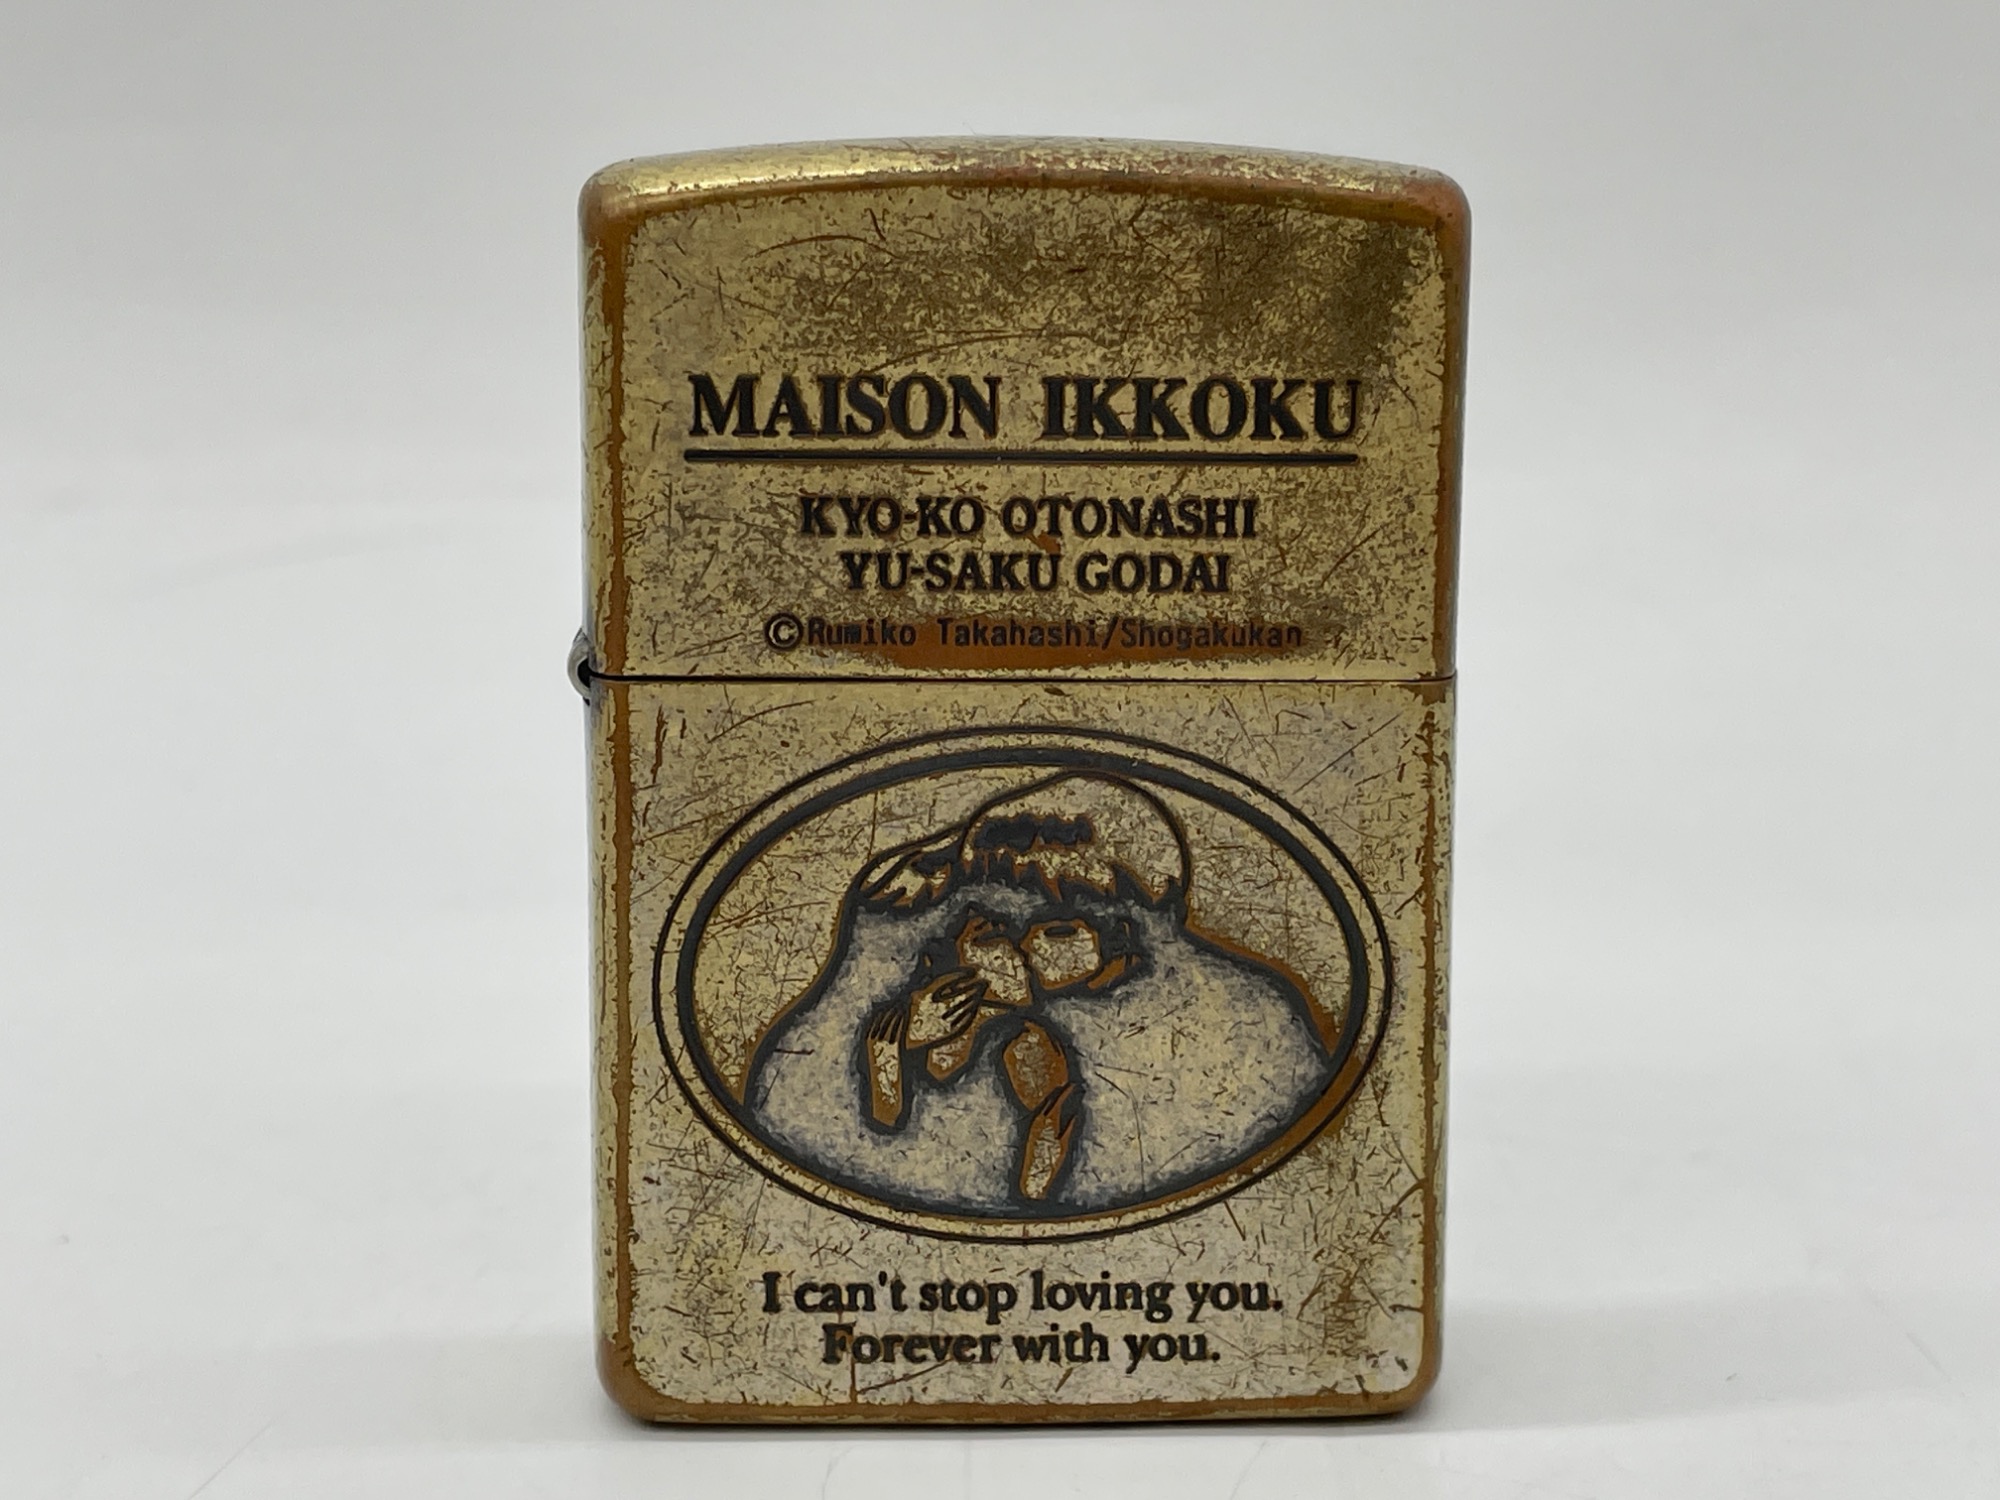 MAISON IKKOKU
KYO-KO OTONASHI
YU-SAKU GODAI
©Rumiko Takahashi/Shogakukan
I can't stop loving you.
Forever with you.